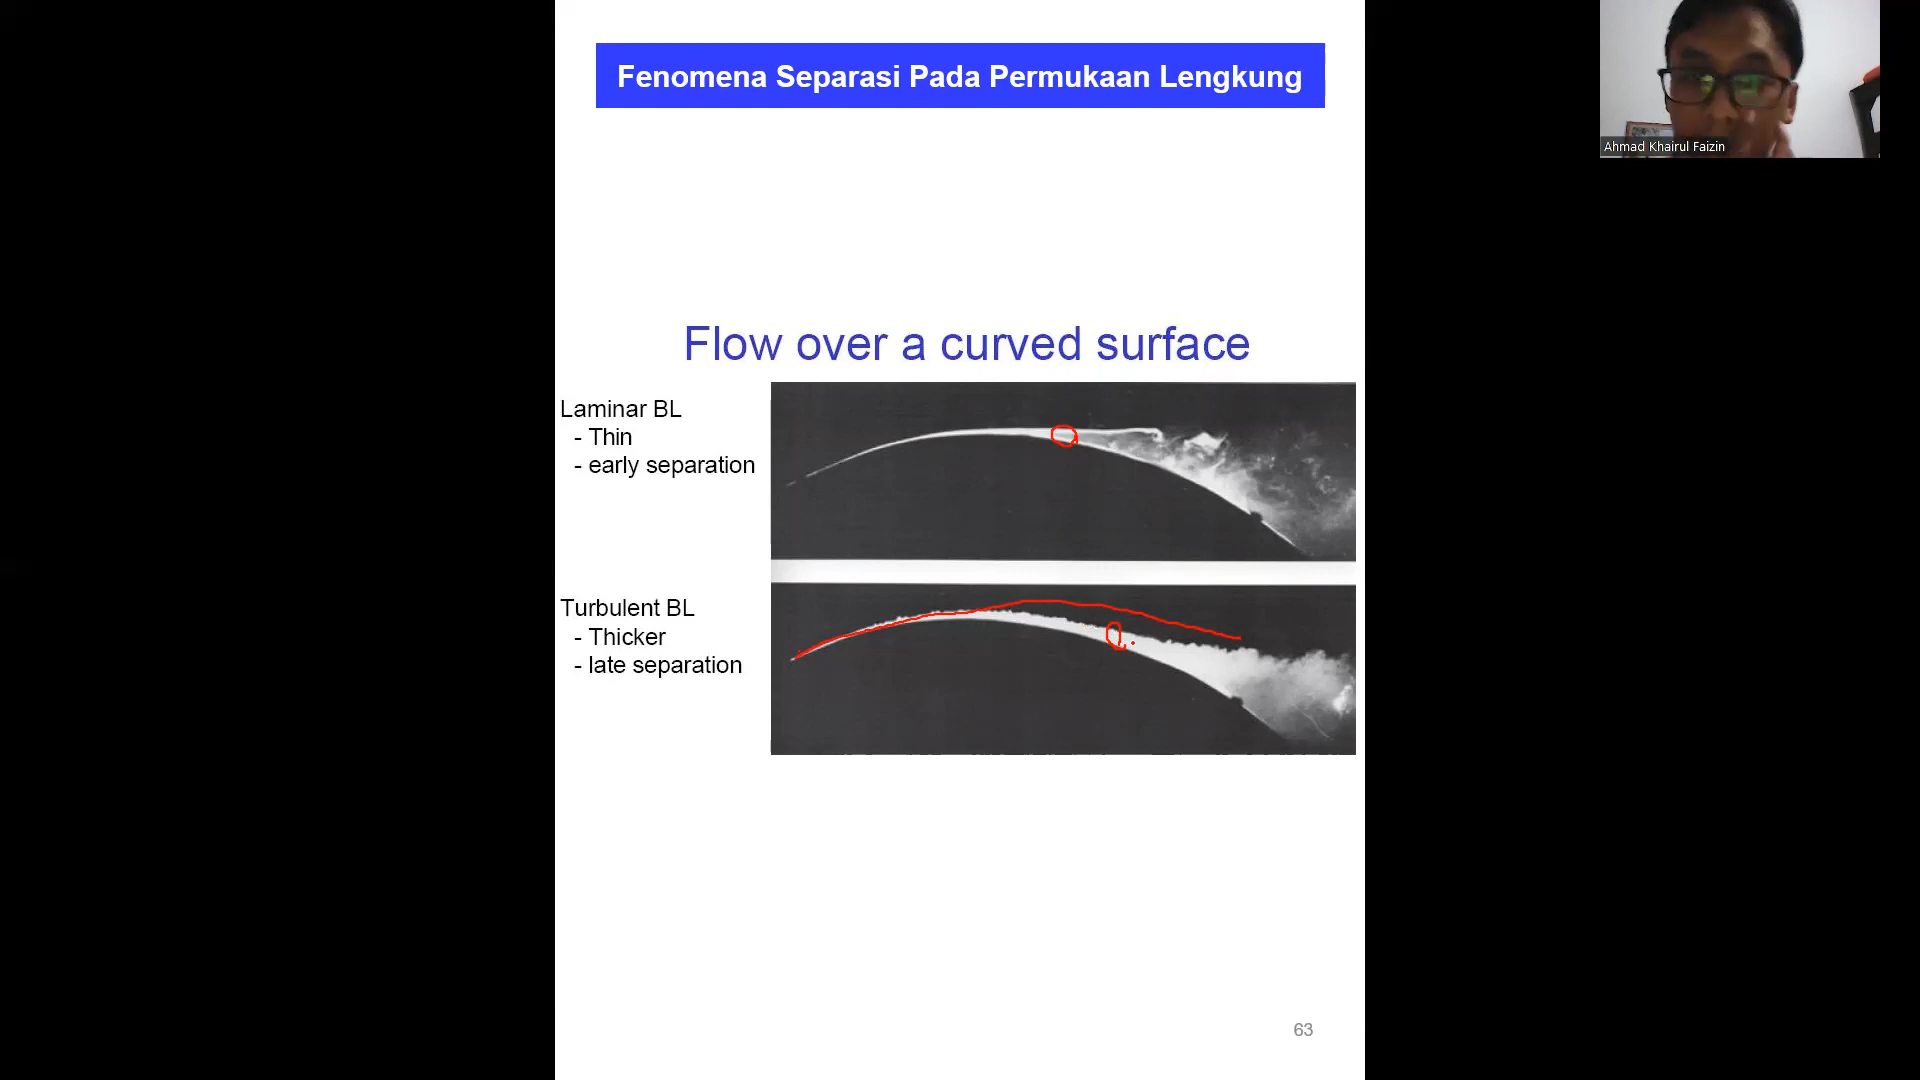 Fenomena Separasi Pada Permukaan Lengkung
Ahmad Khairul Faizin
Flow over a curved surface
Laminar BL
- Thin
- early separation
Turbulent BL
- Thicker
- late separation
63